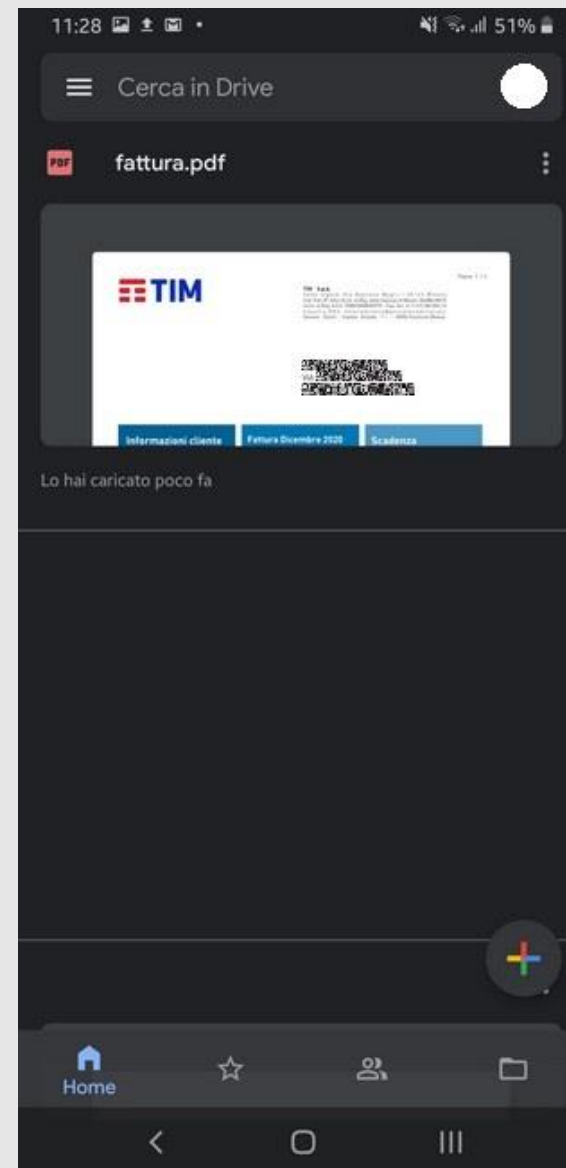 11:28
51%
Cerca in Drive
PDF
fattura.pdf
TIM
Informazioni cliente
Fattura Dicembre 2020
Scadenza
Lo hai caricato poco fa
Home